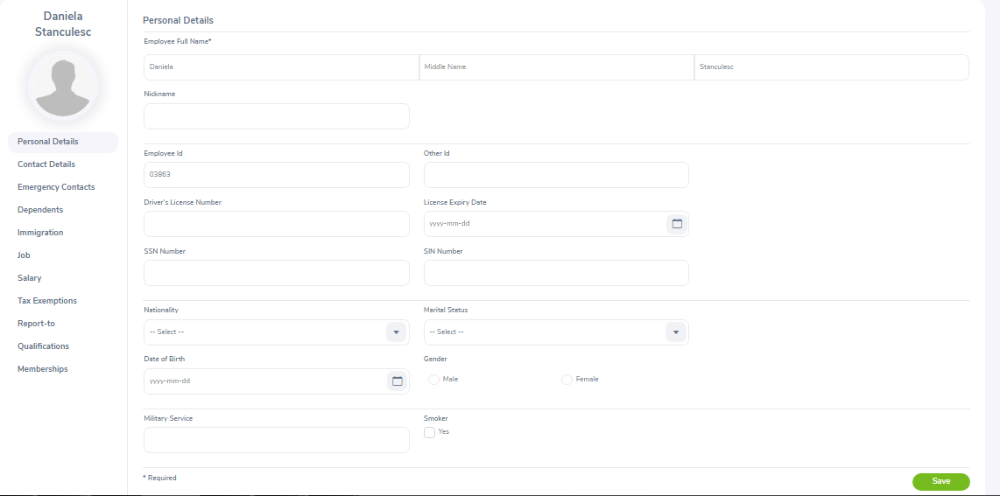 Daniela
Stanculesc
Personal Details
Contact Details
Emergency Contacts
Dependents
Immigration
Job
Salary
Tax Exemptions
Report-to
Qualifications
Memberships
Personal Details
Employee Full Name*
Daniela Middle Name Stanculesc
Nickname
Employee Id Other Id
03863
Driver's License Number License Expiry Date
yyyy-mm-dd
SSN Number SIN Number
Nationality Marital Status
-- Select -- -- Select --
Date of Birth Gender
yyyy-mm-dd Male Female
Military Service Smoker
Yes
* Required
Save